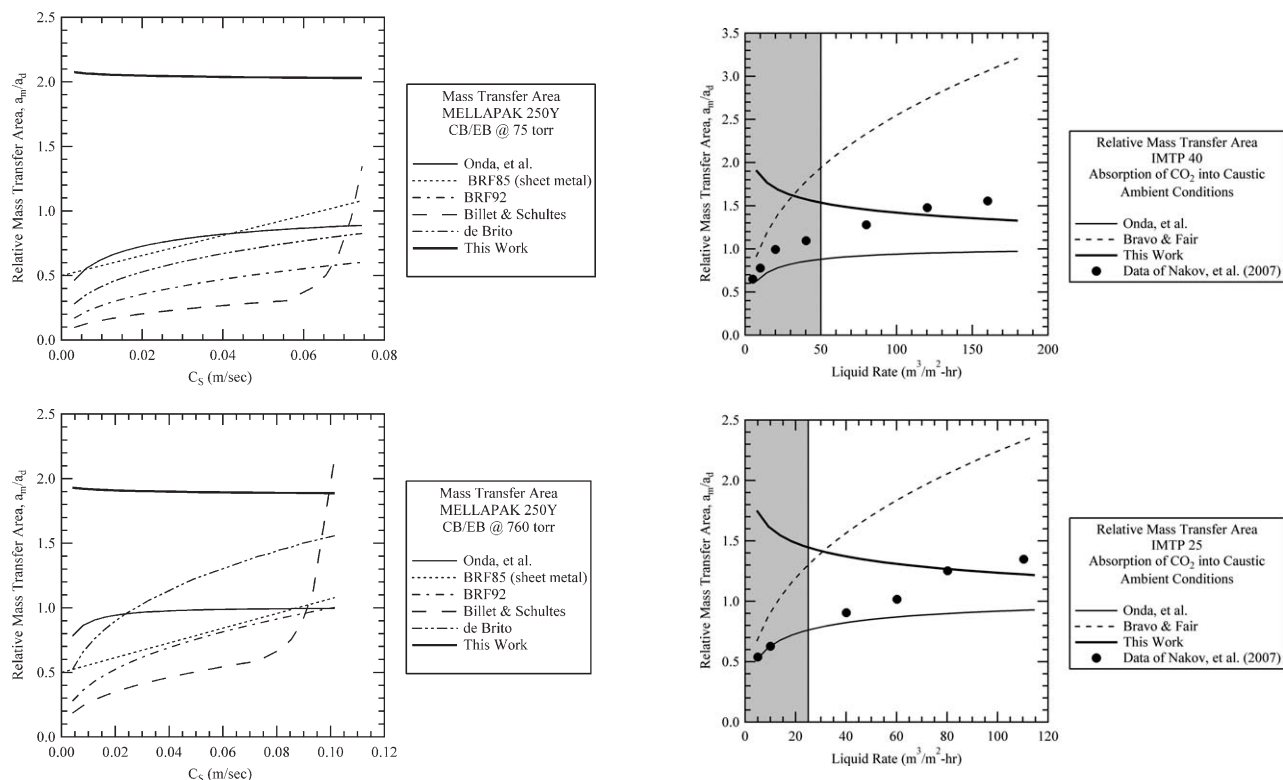 2.5
2.0
1.5
1.0
0.5
0.0
Relative Mass Transfer Area, a_m/a_d
0.00
0.02
0.04
0.06
0.08
C_S (m/sec)
Mass Transfer Area
MELLAPAK 250Y
CB/EB @ 75 torr
Onda, et al.
BRF85 (sheet metal)
BRF92
Billet & Schultes
de Brito
This Work
3.5
3.0
2.5
2.0
1.5
1.0
0.5
0.0
Relative Mass Transfer Area, a_m/a_d
0
50
100
150
200
Liquid Rate (m³/m²-hr)
Relative Mass Transfer Area
IMTP 40
Absorption of CO₂ into Caustic
Ambient Conditions
Onda, et al.
Bravo & Fair
This Work
Data of Nakov, et al. (2007)
2.5
2.0
1.5
1.0
0.5
0.0
Relative Mass Transfer Area, a_m/a_d
0.00
0.02
0.04
0.06
0.08
0.10
0.12
C_S (m/sec)
Mass Transfer Area
MELLAPAK 250Y
CB/EB @ 760 torr
Onda, et al.
BRF85 (sheet metal)
BRF92
Billet & Schultes
de Brito
This Work
2.5
2.0
1.5
1.0
0.5
0.0
Relative Mass Transfer Area, a_m/a_d
0
20
40
60
80
100
120
Liquid Rate (m³/m²-hr)
Relative Mass Transfer Area
IMTP 25
Absorption of CO₂ into Caustic
Ambient Conditions
Onda, et al.
Bravo & Fair
This Work
Data of Nakov, et al. (2007)